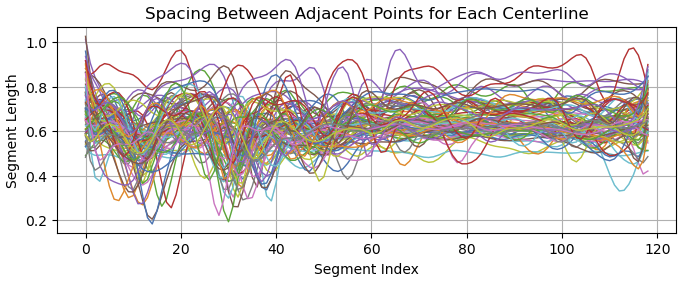 Spacing Between Adjacent Points for Each Centerline
1.0
0.8
0.6
0.4
0.2
Segment Length
0 20 40 60 80 100 120
Segment Index